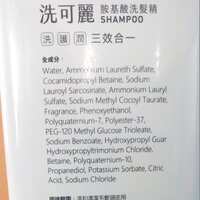 洗可麗 胺基酸洗髮精
SHAMPOO
洗 護 潤 三效合一
全成分
Water, Ammonium Laureth Sulfate,
Cocamidopropyl Betaine, Sodium
Lauroyl Sarcosinate, Ammonium Lauryl
Sulfate, Sodium Methyl Cocoyl Taurate,
Fragrance, Phenoxyethanol,
Polyquaternium-7, Polyester-37,
PEG-120 Methyl Glucose Trioleate,
Sodium Benzoate, Hydroxypropyl Guar
Hydroxypropyltrimonium Chloride,
Betaine, Polyquaternium-10,
Propanediol, Potassium Sorbate, Citric
Acid, Sodium Chloride.